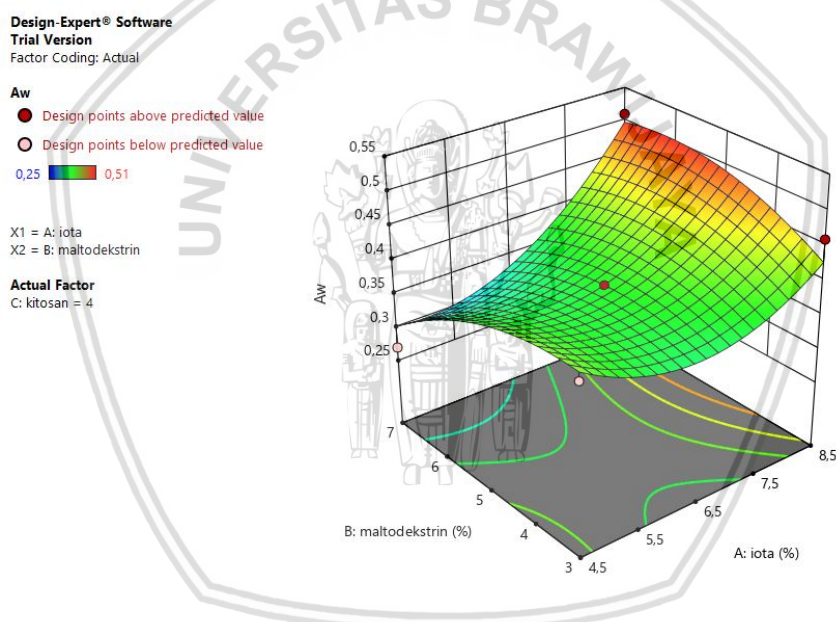 Design-Expert® Software
Trial Version
Factor Coding: Actual
Aw
Design points above predicted value
Design points below predicted value
0,25 0,51
X1 = A: iota
X2 = B: maltodekstrin
Actual Factor
C: kitosan = 4
UNIVERSITAS BRAWIJAYA
0,55
0,5
0,45
0,4
0,35
0,3
0,25
Aw
7
6
5
4
3
B: maltodekstrin (%)
4,5
5,5
6,5
7,5
8,5
A: iota (%)